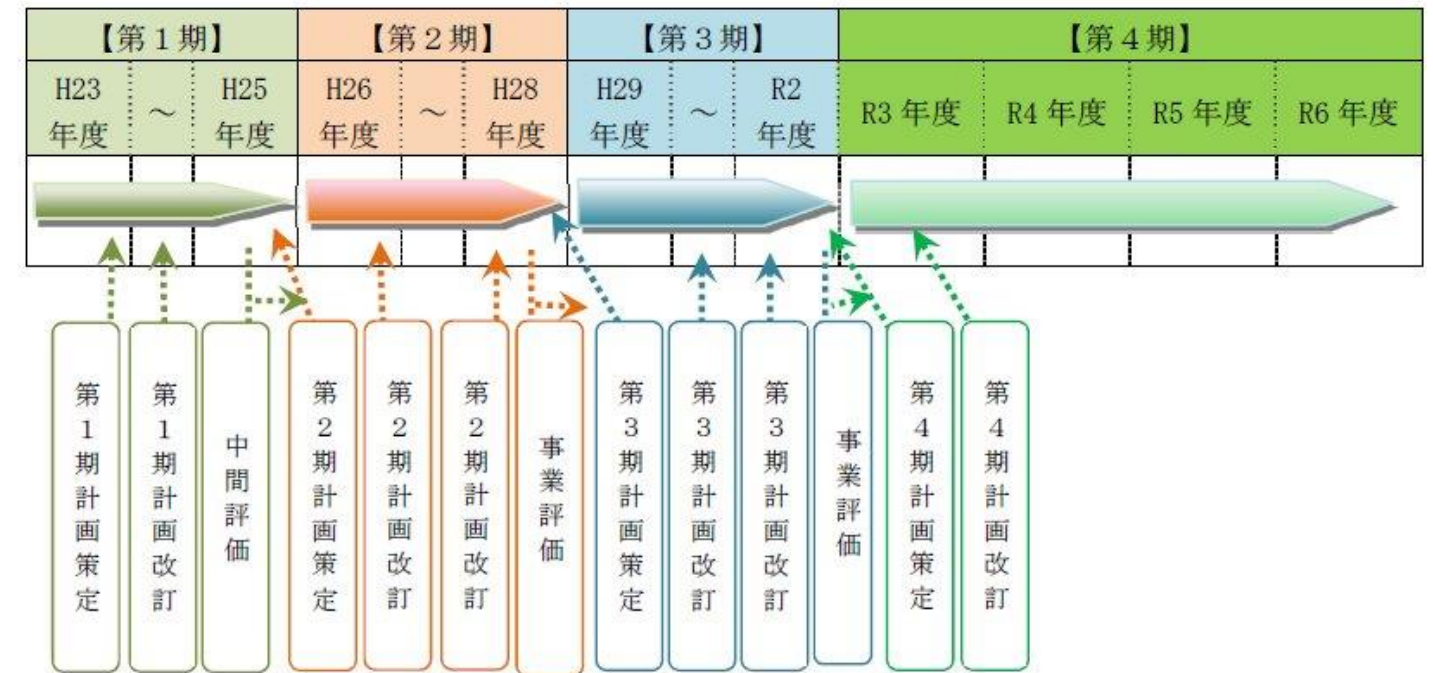 【第１期】
【第２期】
【第３期】
【第４期】
H23
年度
～
H25
年度
H26
年度
～
H28
年度
H29
年度
～
R2
年度
R3 年度
R4 年度
R5 年度
R6 年度
第１期計画策定
第１期計画改訂
中間評価
第２期計画策定
第２期計画改訂
第２期計画改訂
事業評価
第３期計画策定
第３期計画改訂
第３期計画改訂
事業評価
第４期計画策定
第４期計画改訂